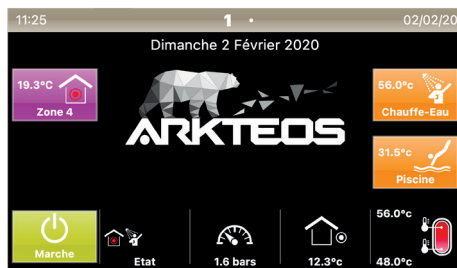 11:25
1
02/02/20
Dimanche 2 Février 2020
19.3°C
Zone 4
ARKTEOS
56.0°c
Chauffe-Eau
31.5°c
Piscine
Marche
Etat
1.6 bars
12.3°c
56.0°c
48.0°c